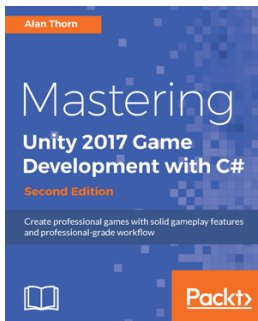 Alan Thorn
Mastering
Unity 2017 Game
Development with C#
Second Edition
Create professional games with solid gameplay features
and professional-grade workflow
Packt>